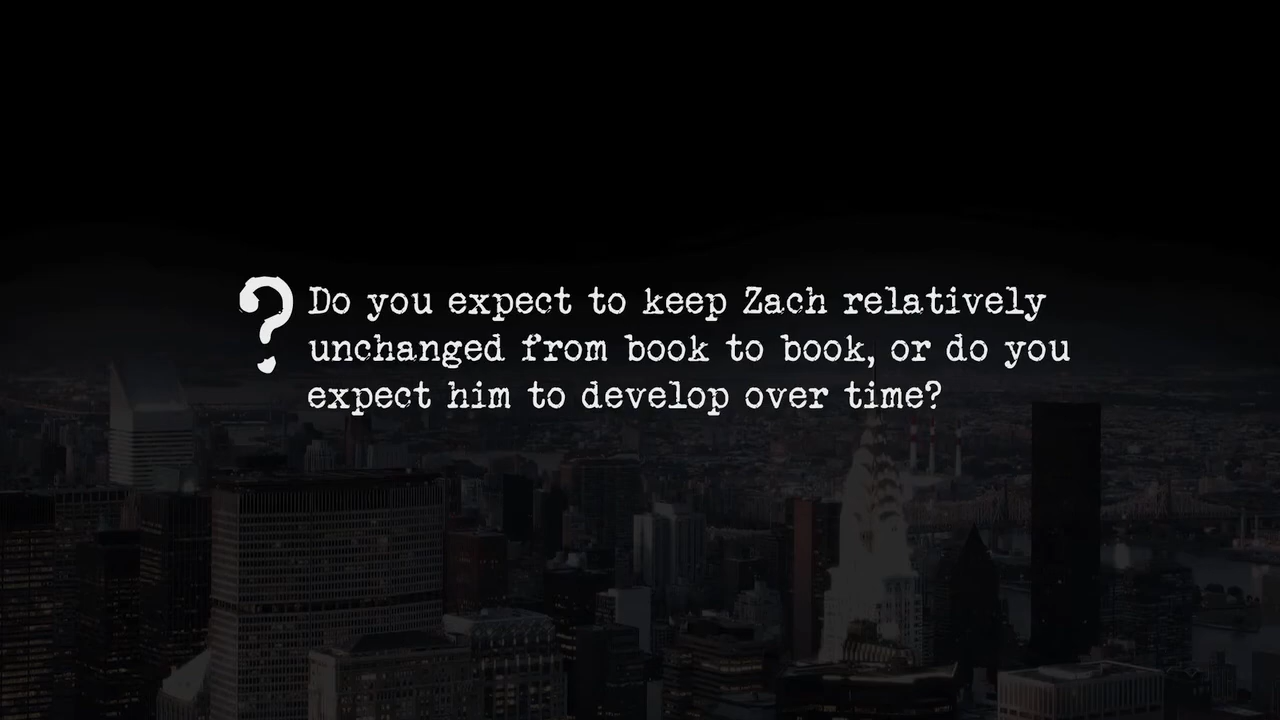 ? Do you expect to keep Zach relatively
unchanged from book to book, or do you
expect him to develop over time?